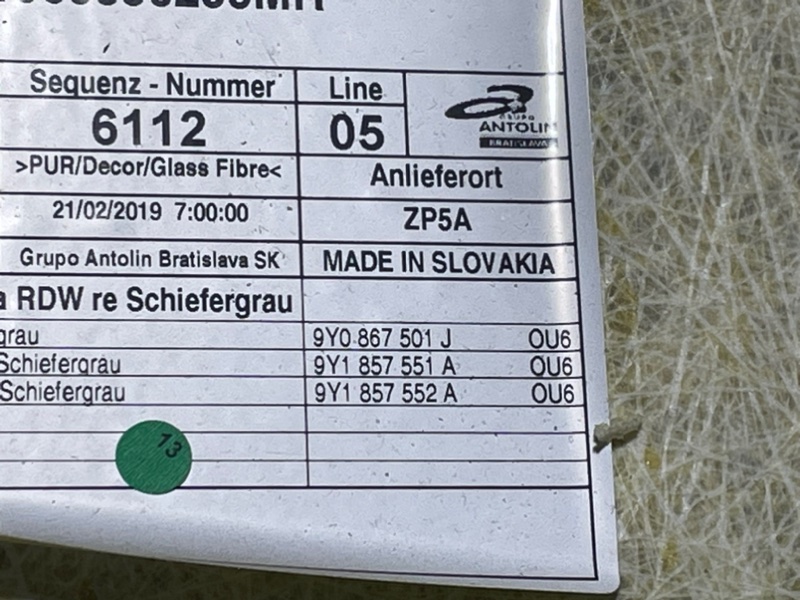 Sequenz - Nummer
Line
6112
05
GRUPO
ANTOLIN
BRATISLAVA
>PUR/Decor/Glass Fibre<
Anlieferort
21/02/2019 7:00:00
ZP5A
Grupo Antolin Bratislava SK
MADE IN SLOVAKIA
a RDW re Schiefergrau
grau
9Y0 867 501 J
OU6
Schiefergrau
9Y1 857 551 A
OU6
Schiefergrau
9Y1 857 552 A
OU6
13